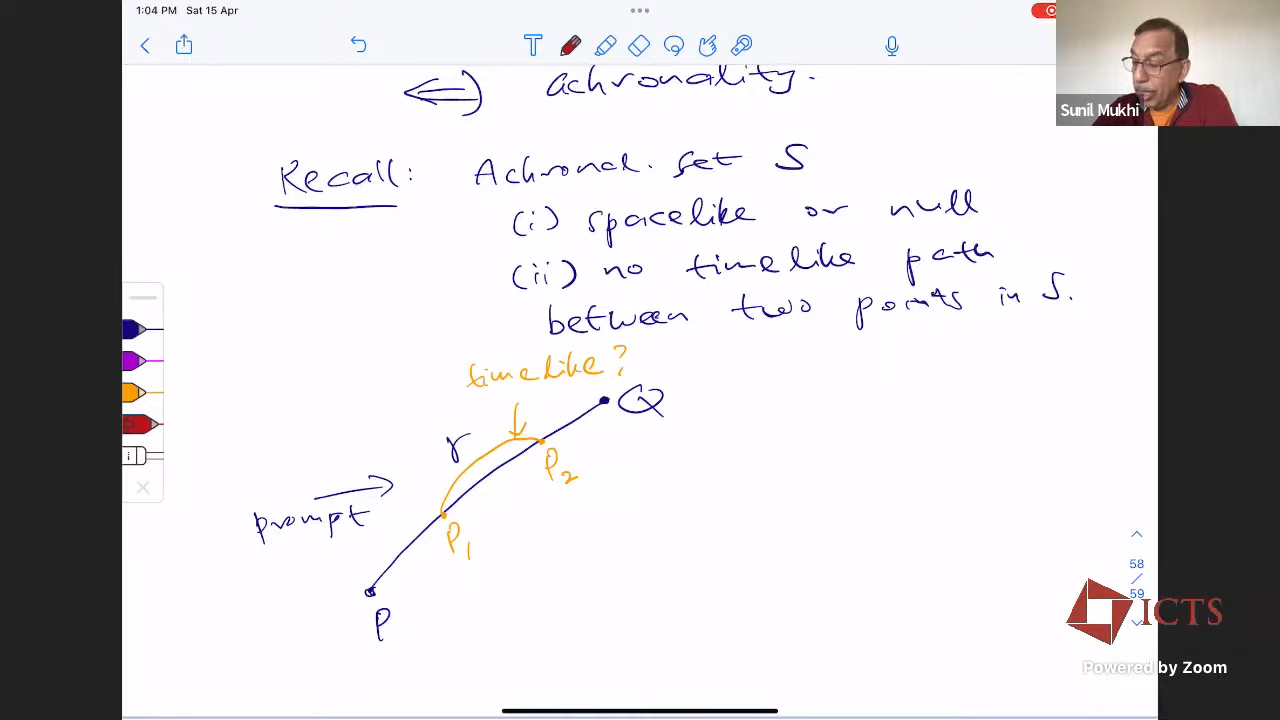 1:04 PM Sat 15 Apr
Sunil Mukhi
⟺ achronality.
Recall: Achronal. set S
(i) spacelike or null
(ii) no timelike path
between two points in S.
timelike?
Q
γ
P2
prompt
P1
P
58
/
59
ICTS
Powered by Zoom